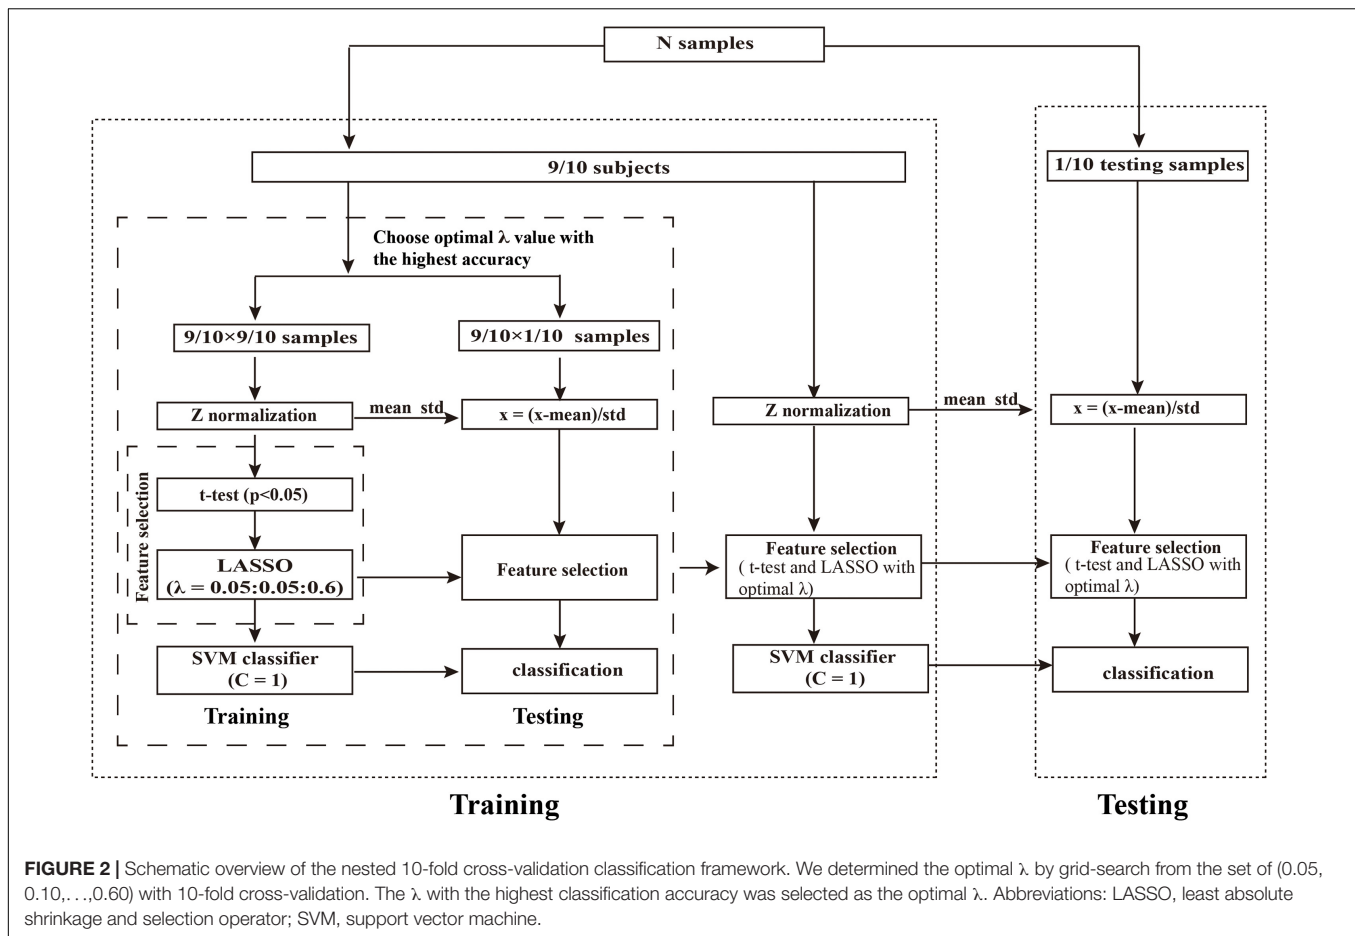 N samples
9/10 subjects
1/10 testing samples
Choose optimal λ value with
the highest accuracy
9/10×9/10 samples
9/10×1/10 samples
Z normalization
mean std
x = (x-mean)/std
Z normalization
mean std
x = (x-mean)/std
Feature selection
t-test (p<0.05)
LASSO
(λ = 0.05:0.05:0.6)
Feature selection
Feature selection
( t-test and LASSO with
optimal λ)
Feature selection
( t-test and LASSO with
optimal λ)
SVM classifier
(C = 1)
classification
SVM classifier
(C = 1)
classification
Training
Testing
Training
Testing
FIGURE 2 | Schematic overview of the nested 10-fold cross-validation classification framework. We determined the optimal λ by grid-search from the set of (0.05,
0.10,. . .,0.60) with 10-fold cross-validation. The λ with the highest classification accuracy was selected as the optimal λ. Abbreviations: LASSO, least absolute
shrinkage and selection operator; SVM, support vector machine.